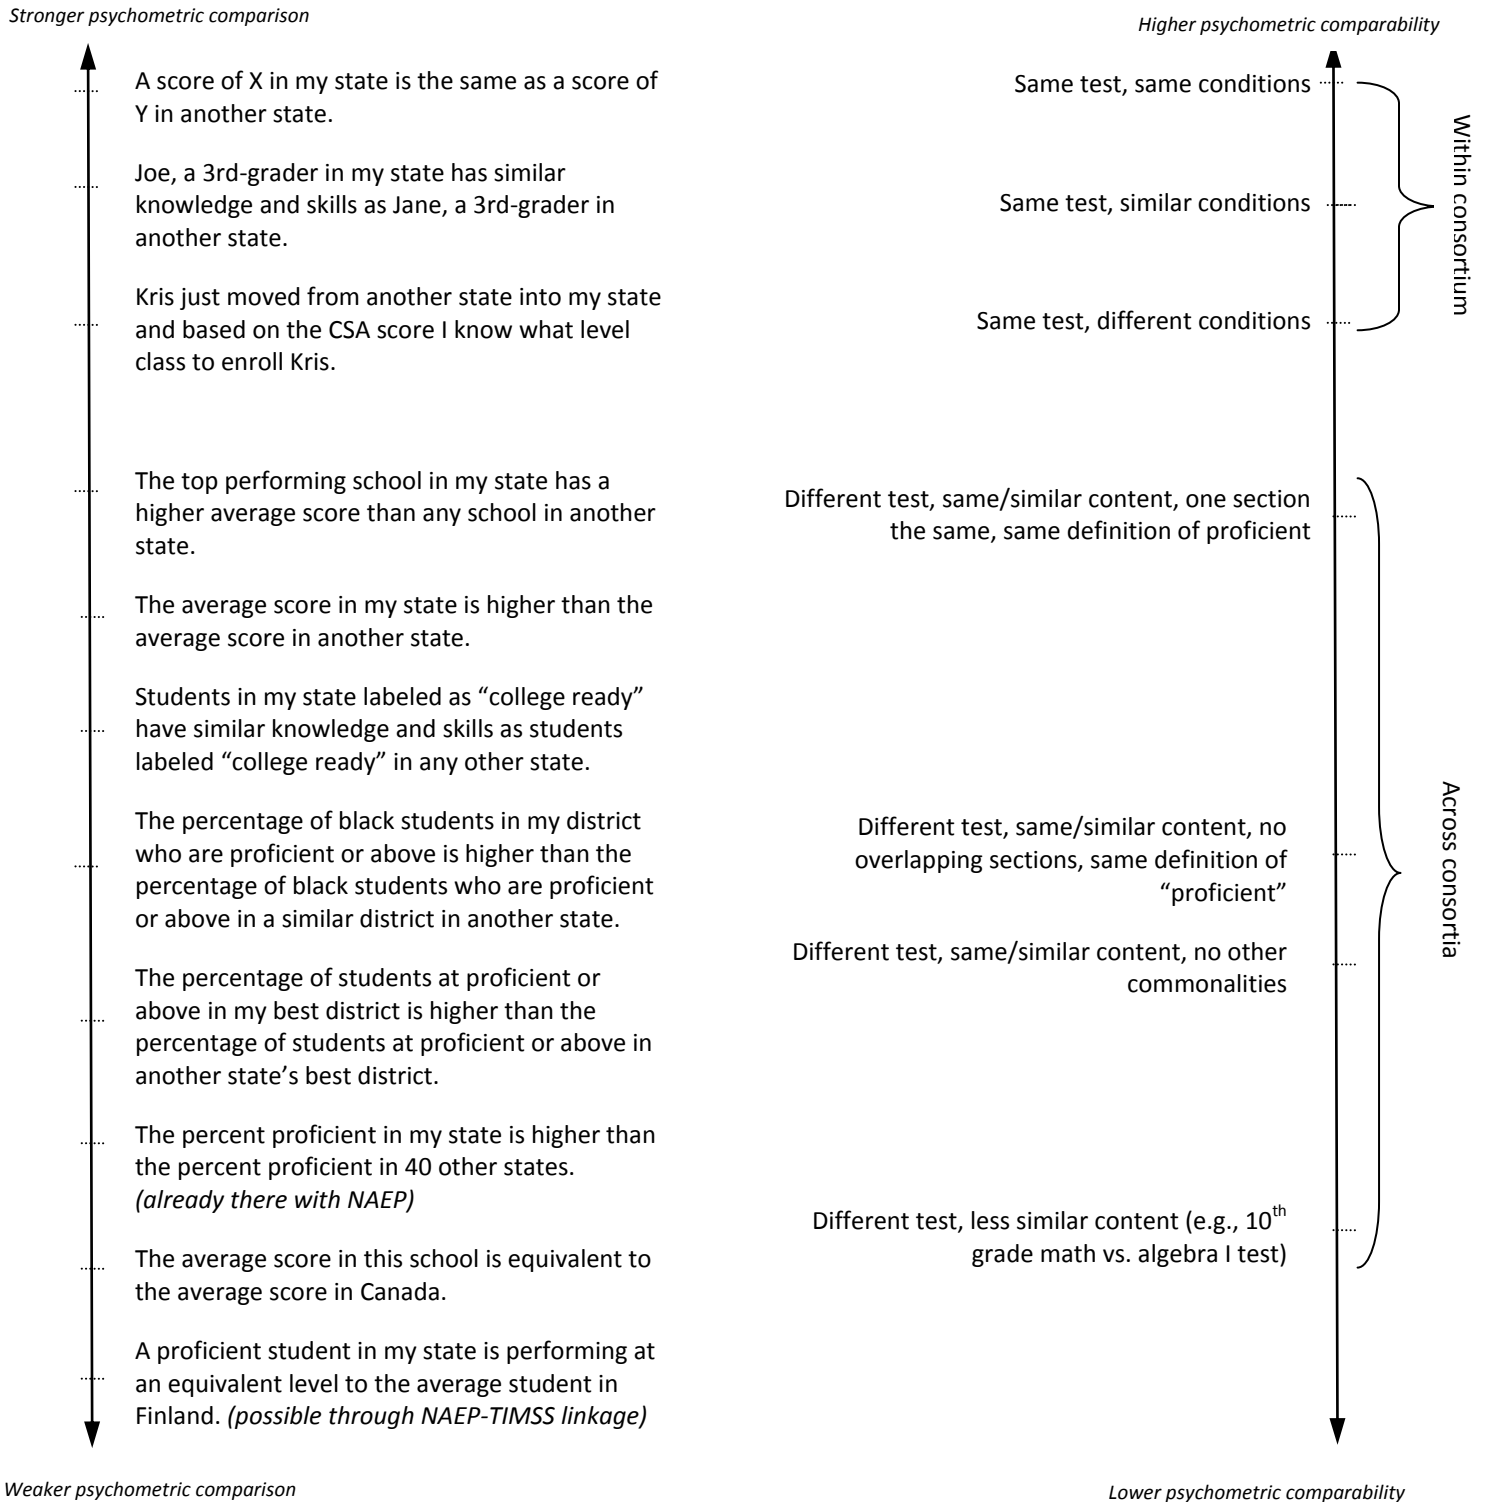 Stronger psychometric comparison
A score of X in my state is the same as a score of
Y in another state.
Joe, a 3rd-grader in my state has similar
knowledge and skills as Jane, a 3rd-grader in
another state.
Kris just moved from another state into my state
and based on the CSA score I know what level
class to enroll Kris.
The top performing school in my state has a
higher average score than any school in another
state.
The average score in my state is higher than the
average score in another state.
Students in my state labeled as “college ready”
have similar knowledge and skills as students
labeled “college ready” in any other state.
The percentage of black students in my district
who are proficient or above is higher than the
percentage of black students who are proficient
or above in a similar district in another state.
The percentage of students at proficient or
above in my best district is higher than the
percentage of students at proficient or above in
another state’s best district.
The percent proficient in my state is higher than
the percent proficient in 40 other states.
(already there with NAEP)
The average score in this school is equivalent to
the average score in Canada.
A proficient student in my state is performing at
an equivalent level to the average student in
Finland. (possible through NAEP-TIMSS linkage)
Weaker psychometric comparison
Higher psychometric comparability
Same test, same conditions
Same test, similar conditions
Same test, different conditions
Within consortium
Different test, same/similar content, one section
the same, same definition of proficient
Different test, same/similar content, no
overlapping sections, same definition of
“proficient”
Different test, same/similar content, no other
commonalities
Different test, less similar content (e.g., 10th
grade math vs. algebra I test)
Across consortia
Lower psychometric comparability